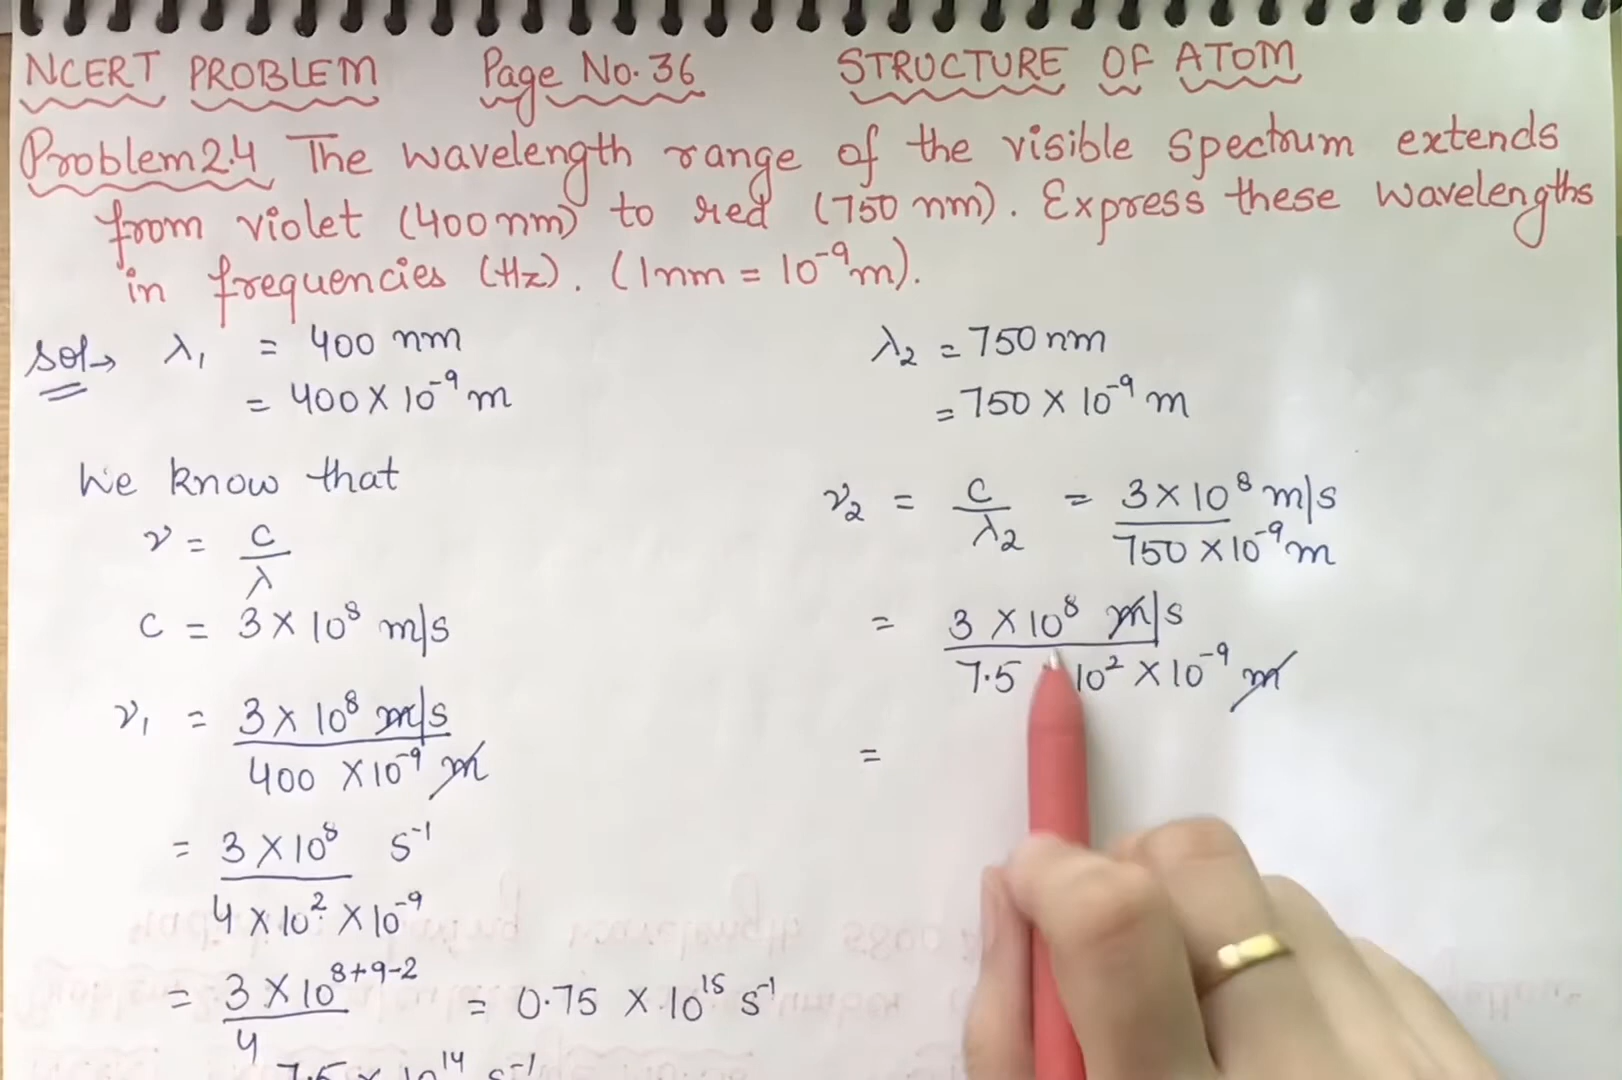 NCERT PROBLEM Page No. 36 STRUCTURE OF ATOM
Problem 2.4 The wavelength range of the visible spectrum extends
from violet (400 nm) to red (750 nm). Express these wavelengths
in frequencies (Hz). (1nm = 10⁻⁹m).
Sol→ λ₁ = 400 nm
= 400 X 10⁻⁹ m
We know that
ν = c/λ
c = 3 X 10⁸ m/s
ν₁ = 3 X 10⁸ m/s / 400 X 10⁻⁹ m
= 3 X 10⁸ / 4 X 10² X 10⁻⁹ s⁻¹
= 3 X 10⁸⁺⁹⁻² / 4 = 0.75 X 10¹⁵ s⁻¹
7.5 x 10¹⁴ s⁻¹
λ₂ = 750 nm
= 750 X 10⁻⁹ m
ν₂ = c/λ₂ = 3 X 10⁸ m/s / 750 X 10⁻⁹ m
= 3 X 10⁸ m/s / 7.5 10² X 10⁻⁹ m
=